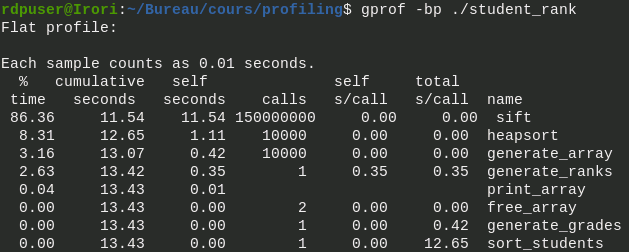 rdpuser@Irori:~/Bureau/cours/profiling$ gprof -bp ./student_rank
Flat profile:

Each sample counts as 0.01 seconds.
  %   cumulative   self              self     total
 time   seconds   seconds    calls   s/call   s/call  name
 86.36     11.54    11.54 150000000     0.00     0.00  sift
  8.31     12.65     1.11    10000     0.00     0.00  heapsort
  3.16     13.07     0.42    10000     0.00     0.00  generate_array
  2.63     13.42     0.35        1     0.35     0.35  generate_ranks
  0.04     13.43     0.01                             print_array
  0.00     13.43     0.00        2     0.00     0.00  free_array
  0.00     13.43     0.00        1     0.00     0.42  generate_grades
  0.00     13.43     0.00        1     0.00    12.65  sort_students